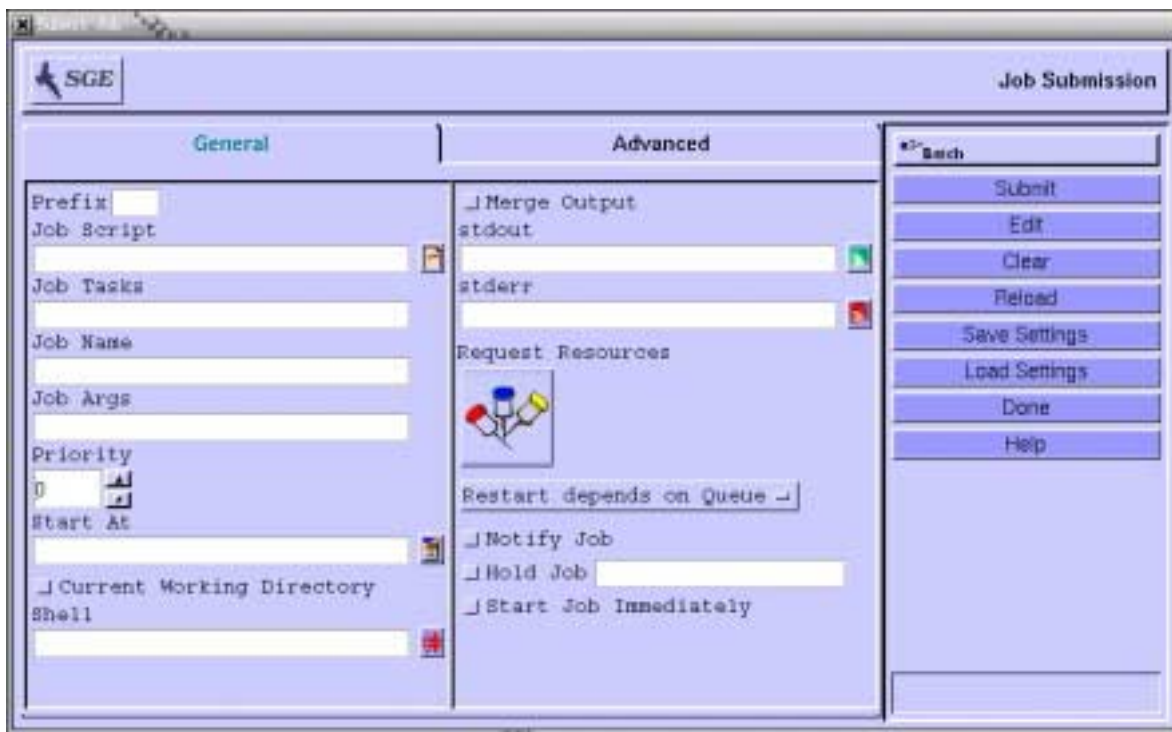 SGE
Job Submission
General
Advanced
Batch
Prefix
Job Script
Job Tasks
Job Name
Job Args
Priority
0
Start At
Current Working Directory
Shell
Merge Output
stdout
stderr
Request Resources
Restart depends on Queue
Notify Job
Hold Job
Start Job Immediately
Submit
Edit
Clear
Reload
Save Settings
Load Settings
Done
Help